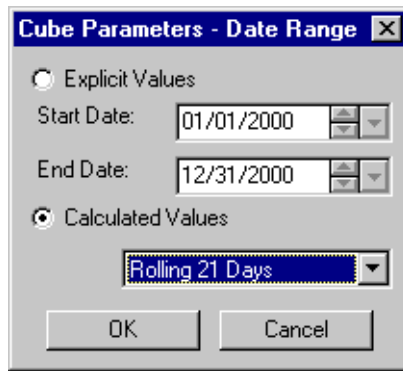 Cube Parameters - Date Range
Explicit Values
Start Date: 01/01/2000
End Date: 12/31/2000
Calculated Values
Rolling 21 Days
OK Cancel